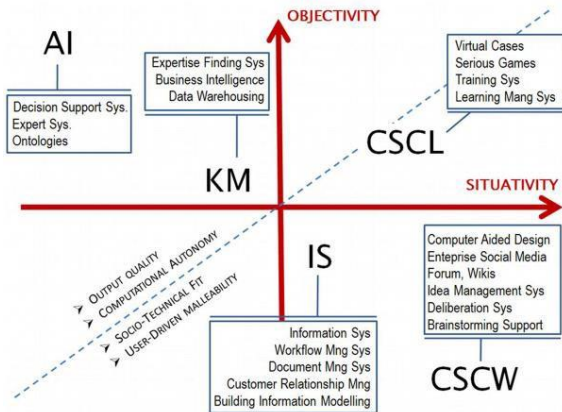 OBJECTIVITY
AI
Decision Support Sys.
Expert Sys.
Ontologies
Expertise Finding Sys
Business Intelligence
Data Warehousing
KM
Virtual Cases
Serious Games
Training Sys
Learning Mang Sys
CSCL
SITUATIVITY
OUTPUT QUALITY
COMPUTATIONAL AUTONOMY
SOCIO-TECHNICAL FIT
USER-DRIVEN MALLEABILITY
IS
Information Sys
Workflow Mng Sys
Document Mng Sys
Customer Relationship Mng
Building Information Modelling
Computer Aided Design
Enteprise Social Media
Forum, Wikis
Idea Management Sys
Deliberation Sys
Brainstorming Support
CSCW